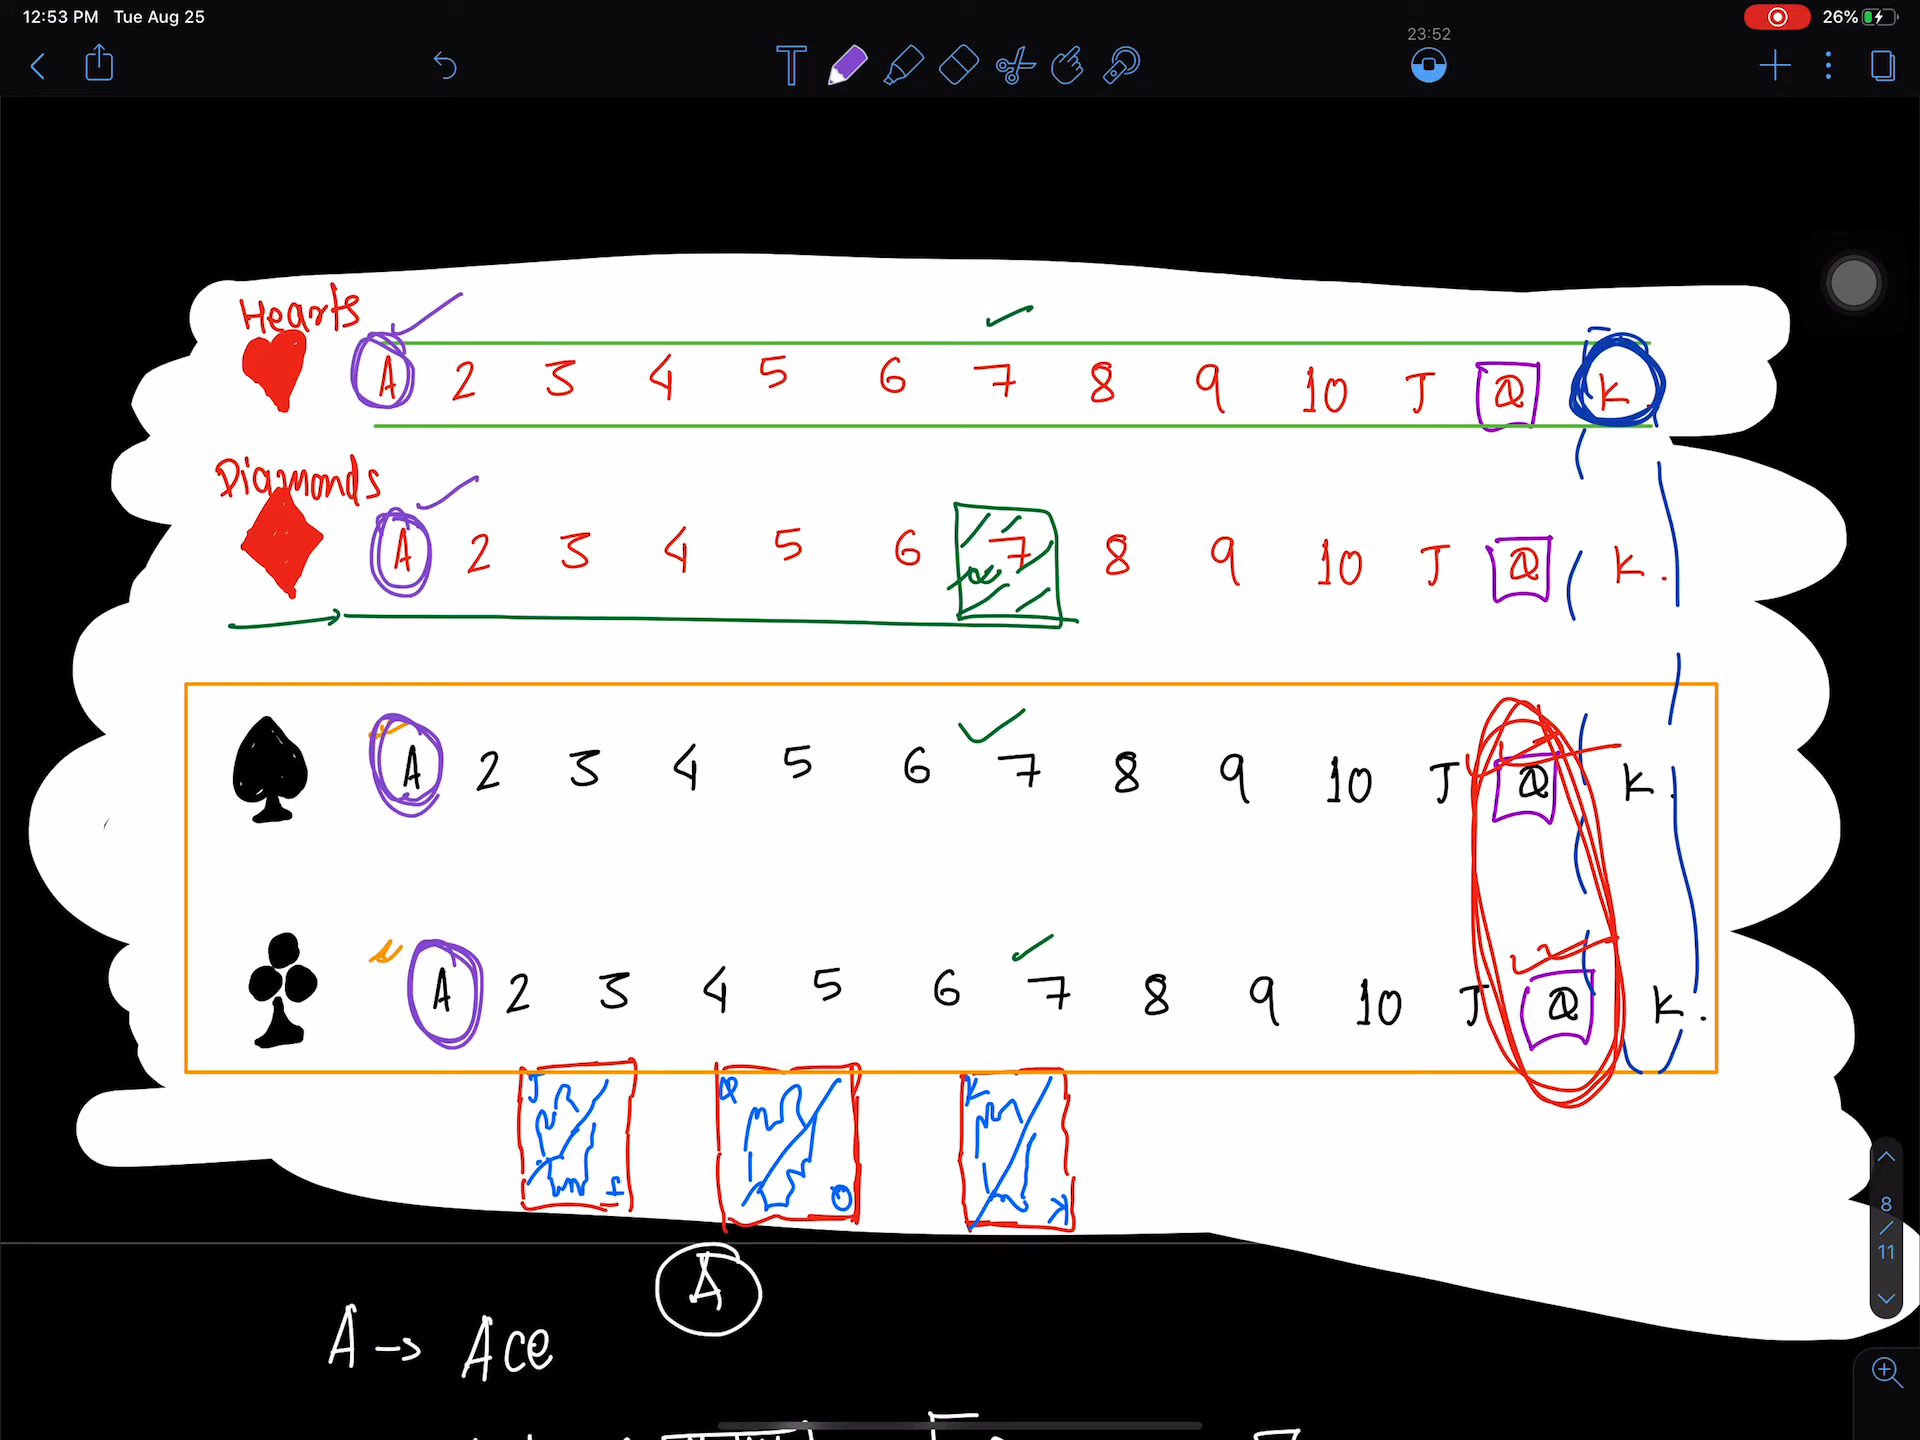 12:53 PM Tue Aug 25
26%
23:52
Hearts
A 2 3 4 5 6 7 8 9 10 J Q K
Diamonds
A 2 3 4 5 6 7 8 9 10 J Q K.
A 2 3 4 5 6 7 8 9 10 J Q K.
A 2 3 4 5 6 7 8 9 10 J Q K.
J Q K
8
/
11
A
A → Ace